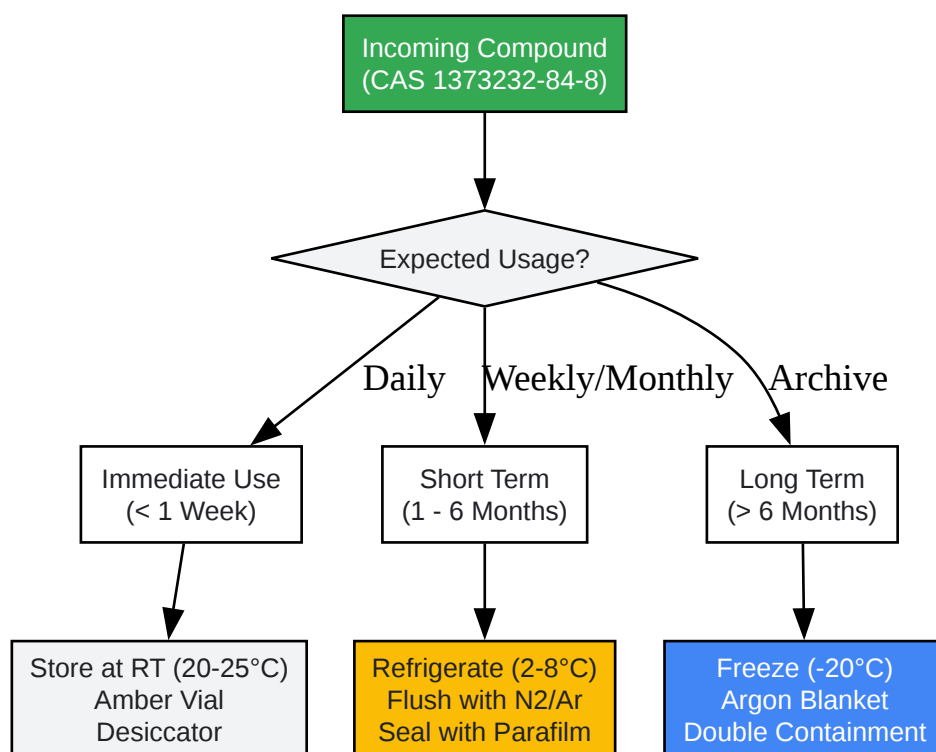 Incoming Compound
(CAS 1373232-84-8)
Expected Usage?
Daily
Weekly/Monthly
Archive
Immediate Use
(< 1 Week)
Short Term
(1 - 6 Months)
Long Term
(> 6 Months)
Store at RT (20-25°C)
Amber Vial
Desiccator
Refrigerate (2-8°C)
Flush with N2/Ar
Seal with Parafilm
Freeze (-20°C)
Argon Blanket
Double Containment